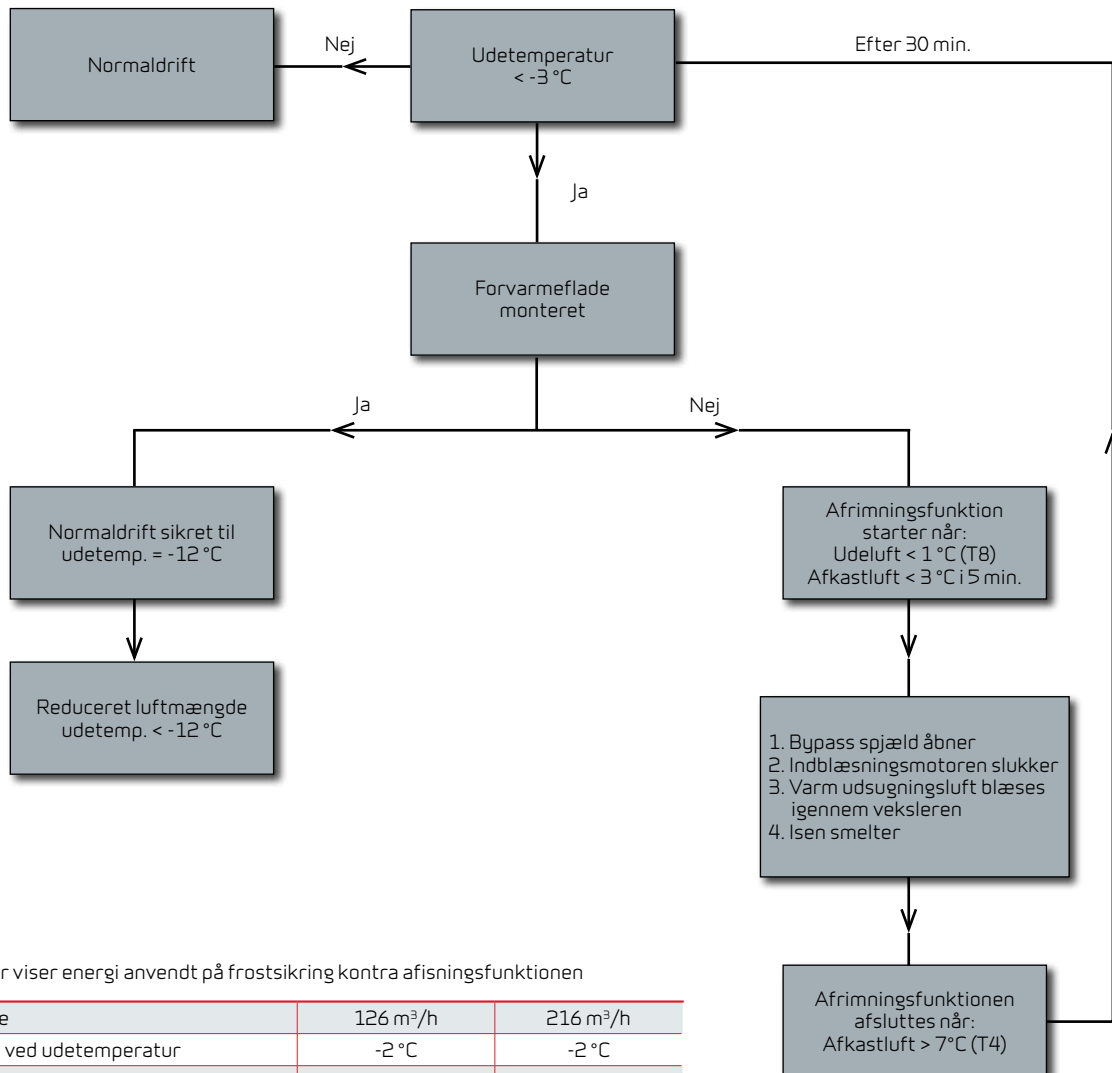 Normaldrift
Nej
Udetemperatur
< -3 °C
Efter 30 min.
Ja
Forvarmeflade
monteret
Ja
Nej
Normaldrift sikret til
udetemp. = -12 °C
Afrimningsfunktion
starter når:
Udeluft < 1 °C (T8)
Afkastluft < 3 °C i 5 min.
Reduceret luftmængde
udetemp. < -12 °C
1. Bypass spjæld åbner
2. Indblæsningsmotoren slukker
3. Varm udsugningsluft blæses
igennem veksleren
4. Isen smelter
viser energi anvendt på frostsikring kontra afisningsfunktionen
126 m³/h 216 m³/h
ved udetemperatur -2 °C -2 °C
Afrimningsfunktionen
afsluttes når:
Afkastluft > 7°C (T4)